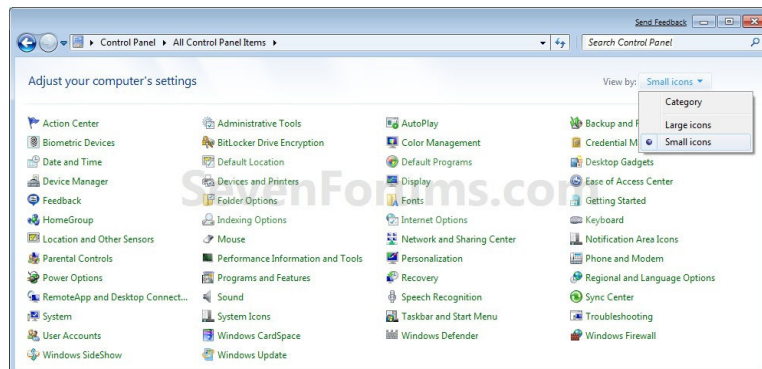 Send Feedback
Control Panel All Control Panel Items
Search Control Panel
Adjust your computer's settings
View by: Small icons
Category
Large icons
Small icons
Action Center Administrative Tools AutoPlay Backup and
Biometric Devices BitLocker Drive Encryption Color Management Credential
Date and Time Default Location Default Programs Desktop Gadgets
Device Manager Devices and Printers Display Ease of Access Center
SevenForums.com
Feedback Folder Options Fonts Getting Started
HomeGroup Indexing Options Internet Options Keyboard
Location and Other Sensors Mouse Network and Sharing Center Notification Area Icons
Parental Controls Performance Information and Tools Personalization Phone and Modem
Power Options Programs and Features Recovery Regional and Language Options
RemoteApp and Desktop Connect... Sound Speech Recognition Sync Center
System System Icons Taskbar and Start Menu Troubleshooting
User Accounts Windows CardSpace Windows Defender Windows Firewall
Windows SideShow Windows Update